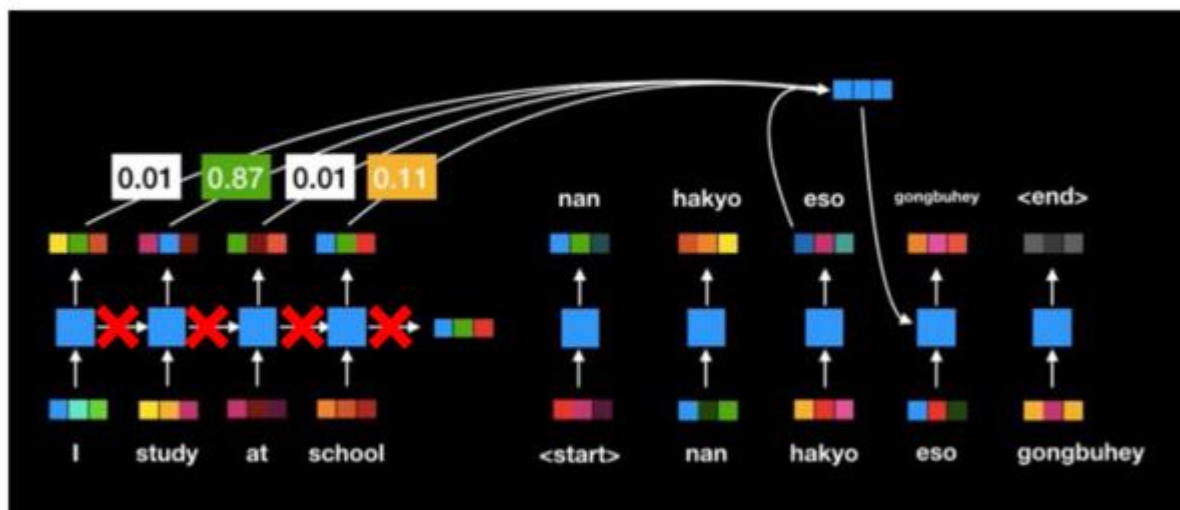 0.01 0.87 0.01 0.11
nan hakyo eso gongbuhey <end>
I study at school <start> nan hakyo eso gongbuhey